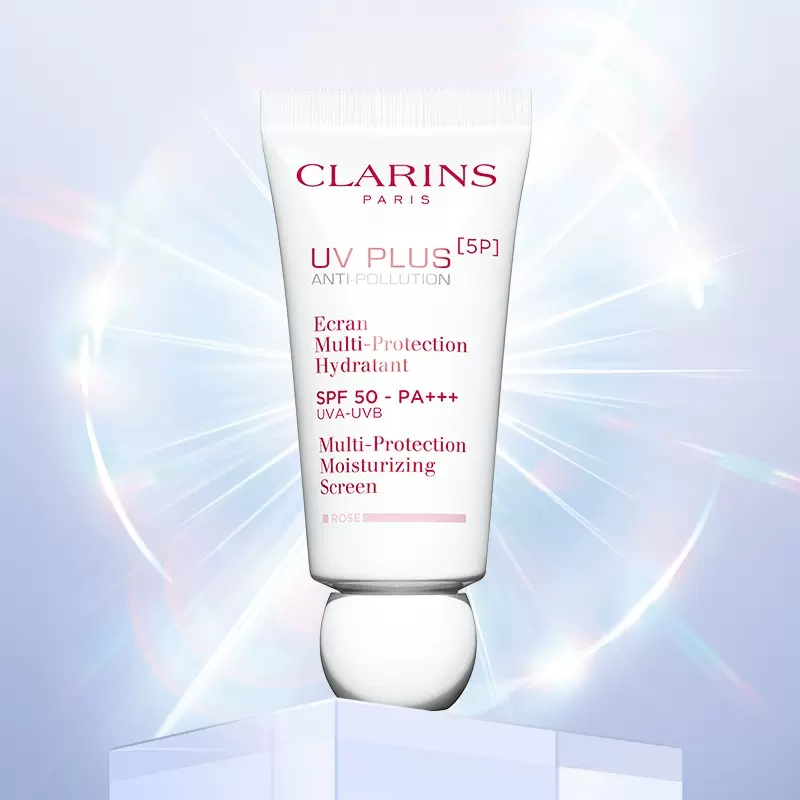 CLARINS
PARIS
UV PLUS [5P]
ANTI-POLLUTION
Ecran
Multi-Protection
Hydratant
SPF 50 - PA+++
UVA-UVB
Multi-Protection
Moisturizing
Screen
ROSE